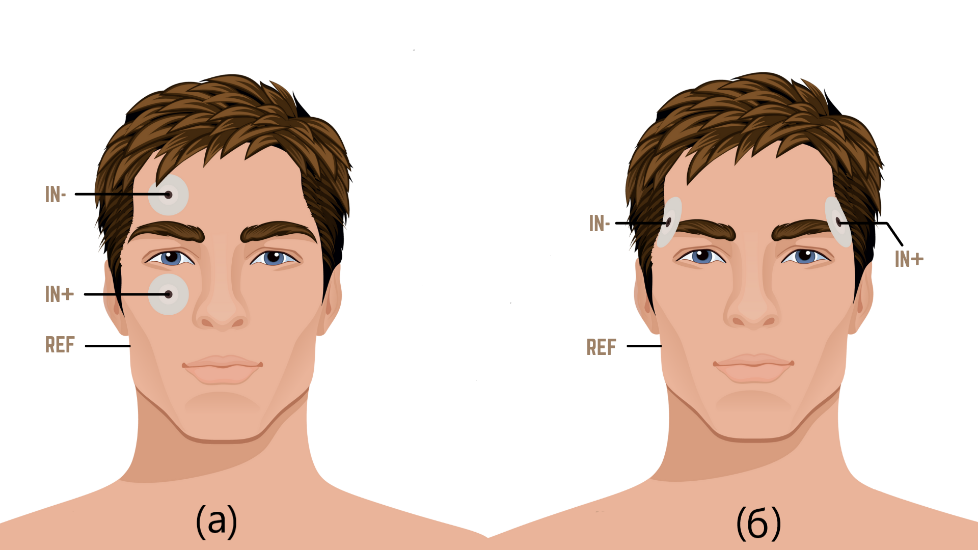 IN-
IN+
REF
(а)
IN-
IN+
REF
(б)